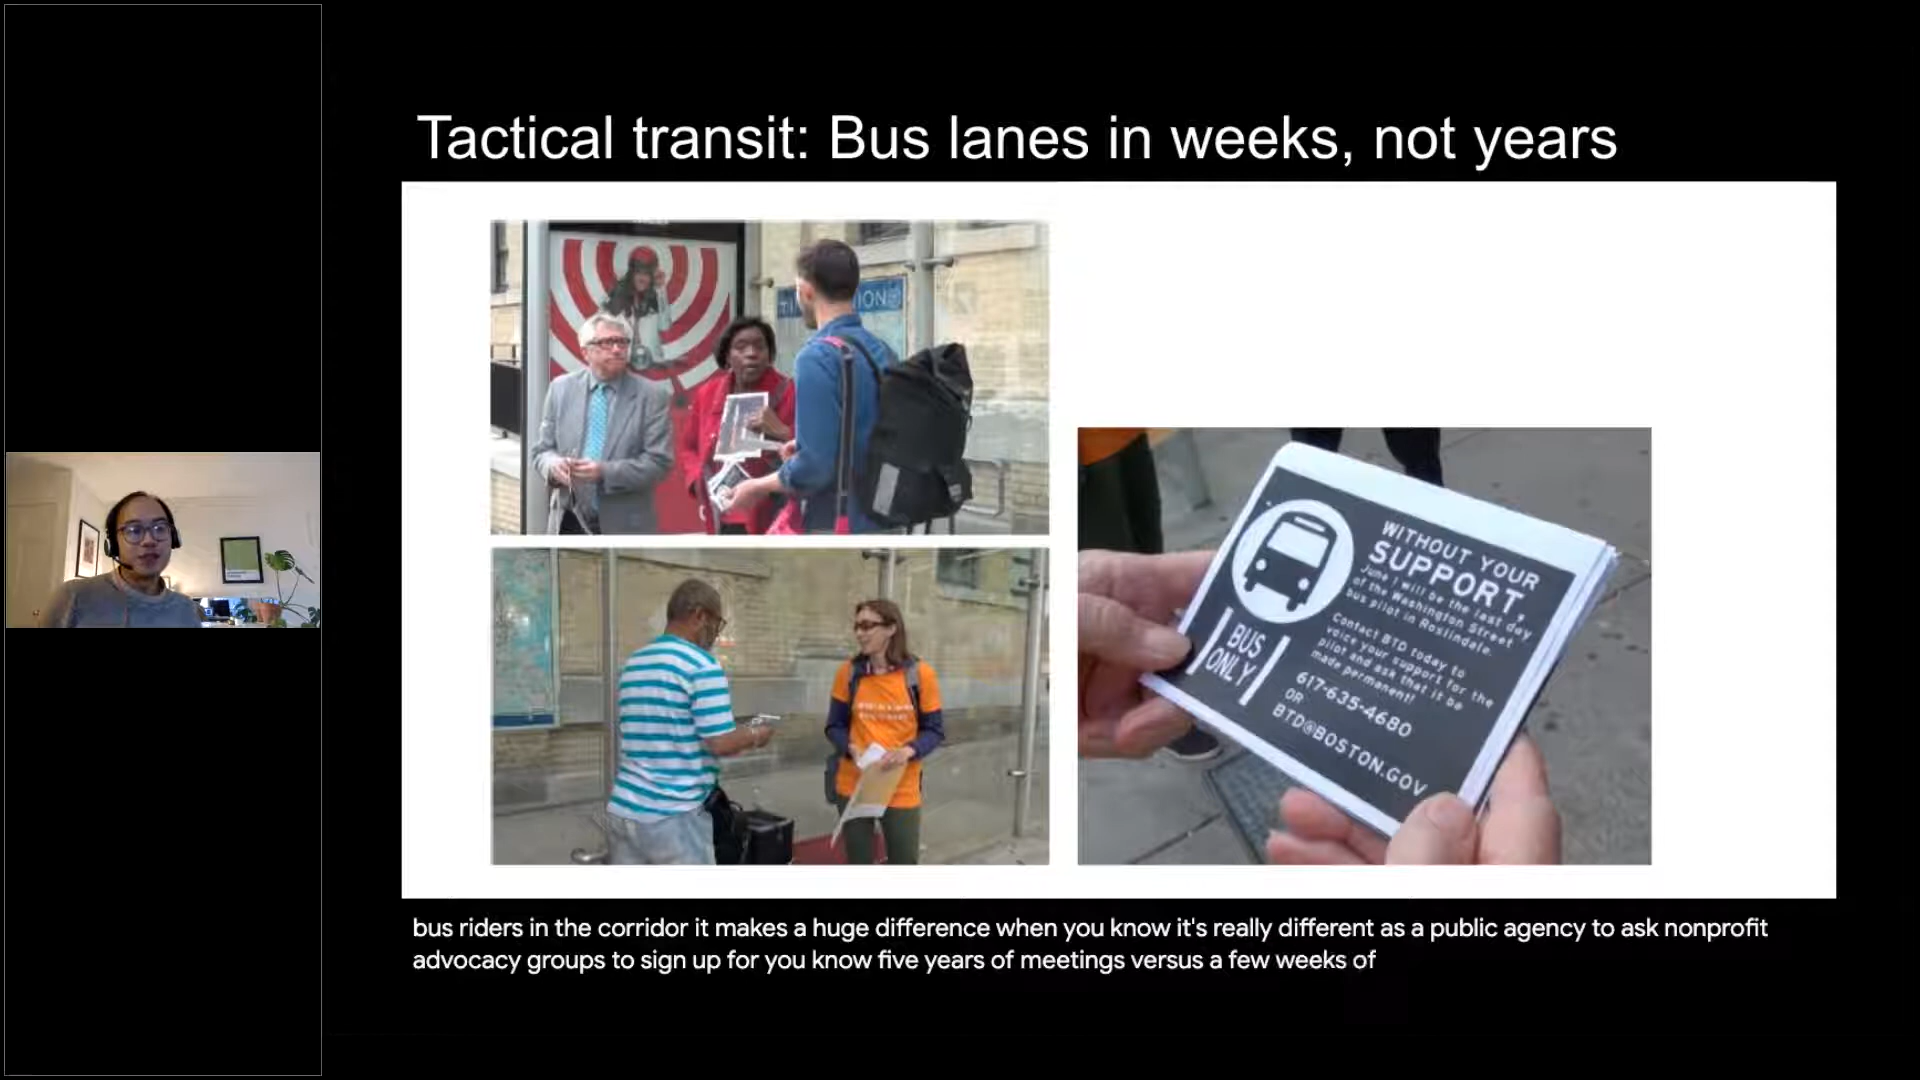 Tactical transit: Bus lanes in weeks, not years
WITHOUT YOUR
SUPPORT,
June 1 will be the last day
of the Washington Street
bus pilot in Roslindale.
Contact BTD today to
voice your support for the
pilot and ask that it be
made permanent!
617-635-4680
OR
BTD@BOSTON.GOV
BUS
ONLY
bus riders in the corridor it makes a huge difference when you know it's really different as a public agency to ask nonprofit
advocacy groups to sign up for you know five years of meetings versus a few weeks of